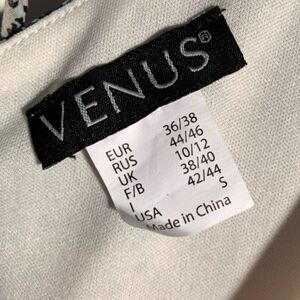 VENUS®
EUR 36/38
RUS 44/46
UK 10/12
F/B 38/40
I 42/44
USA S
Made in China